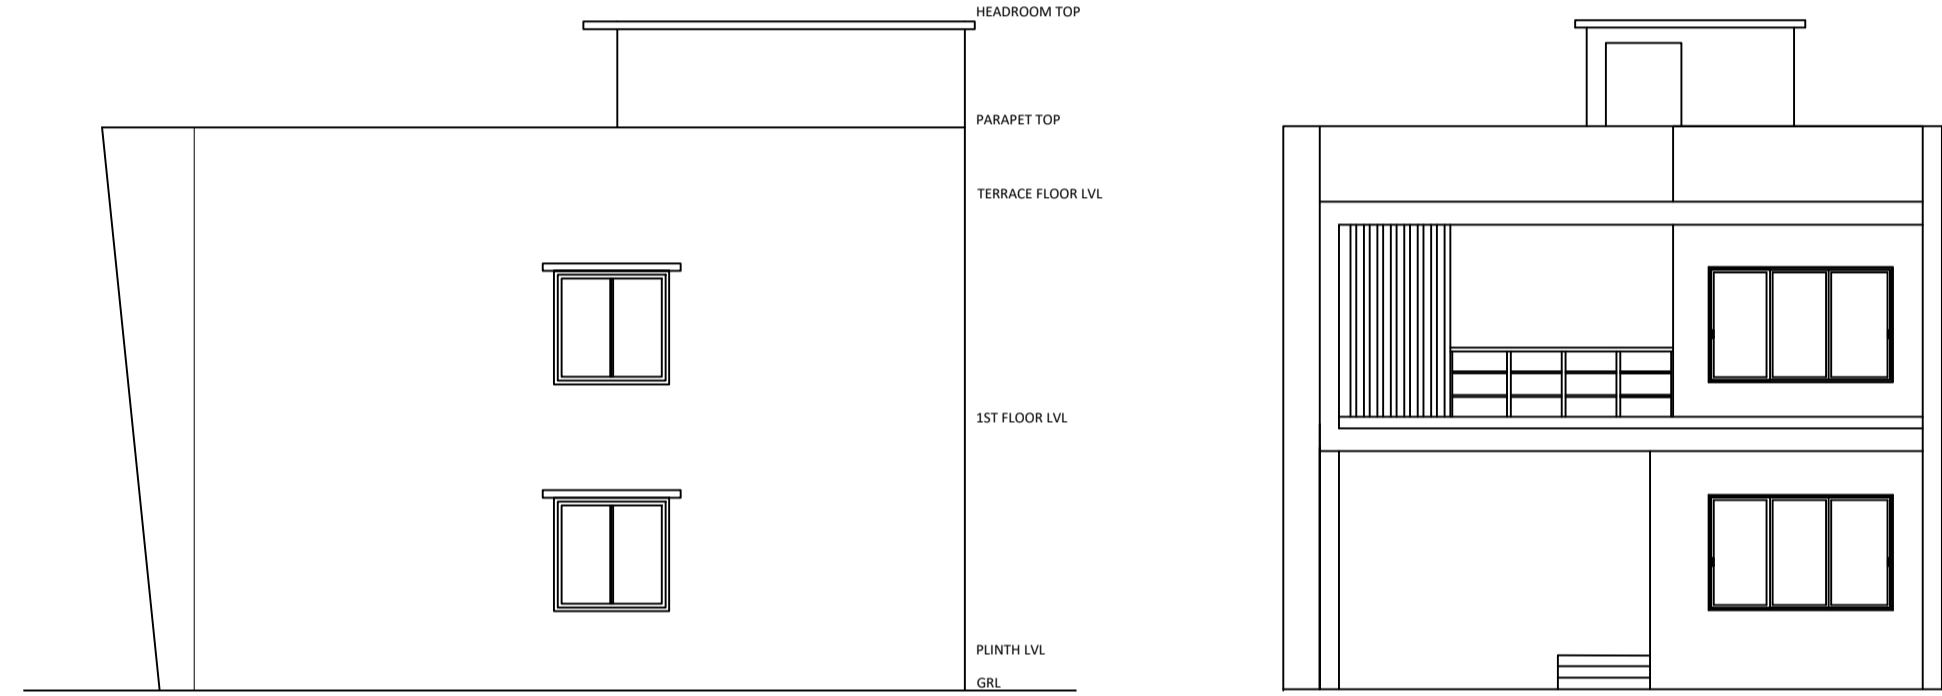 HEADROOM TOP
PARAPET TOP
TERRACE FLOOR LVL
1ST FLOOR LVL
PLINTH LVL
GRL